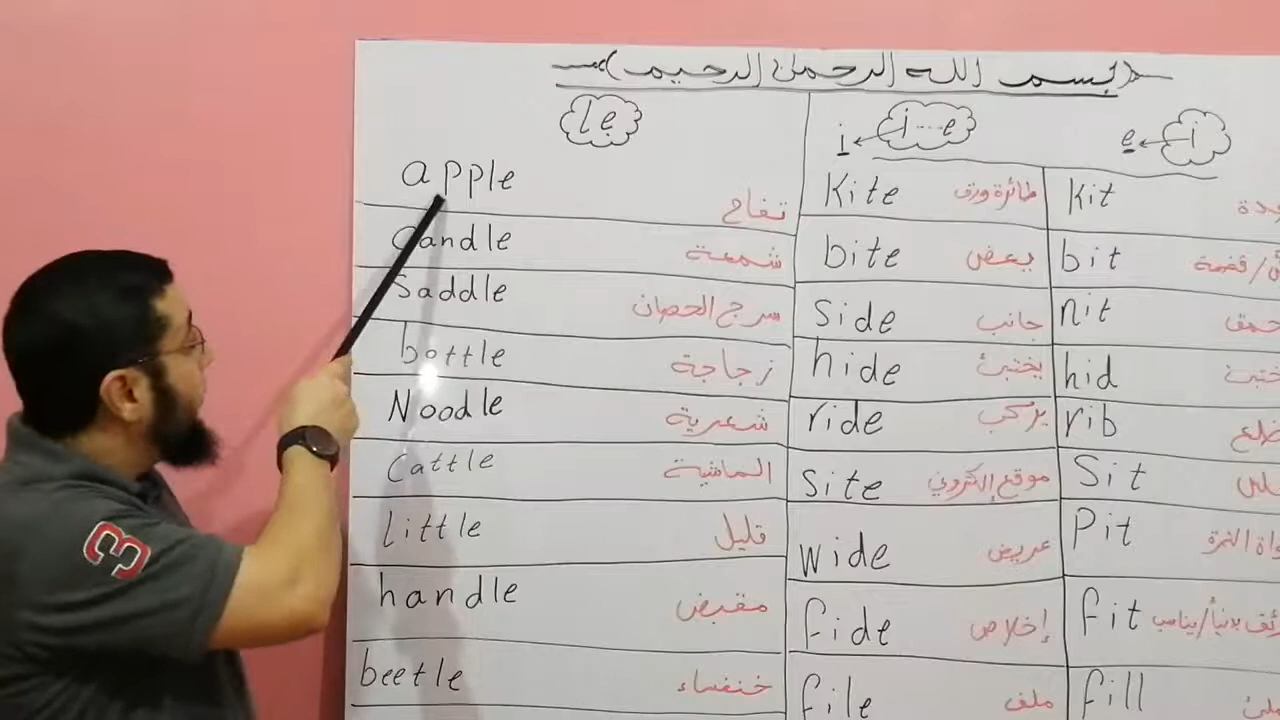 بسم الله الرحمن الرحيم
le
i...e
i
i
e
apple تفاح
Candle شمعة
Saddle سرج الحصان
bottle زجاجة
Noodle شعرية
Cattle الماشية
Little قليل
handle مقبض
beetle خنفساء
Kite طائرة ورق
bite يعض
Side جانب
hide يختبئ
ride يركب
Site موقع إلكتروني
wide عريض
fide إخلاص
file ملف
Kit
bit
nit
hid
rib
Sit
Pit
fit
fill
3